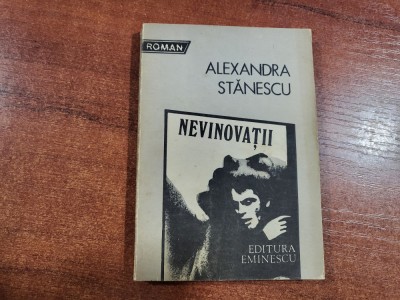 ROMAN
ALEXANDRA
STĂNESCU
NEVINOVAȚII
EDITURA
EMINESCU